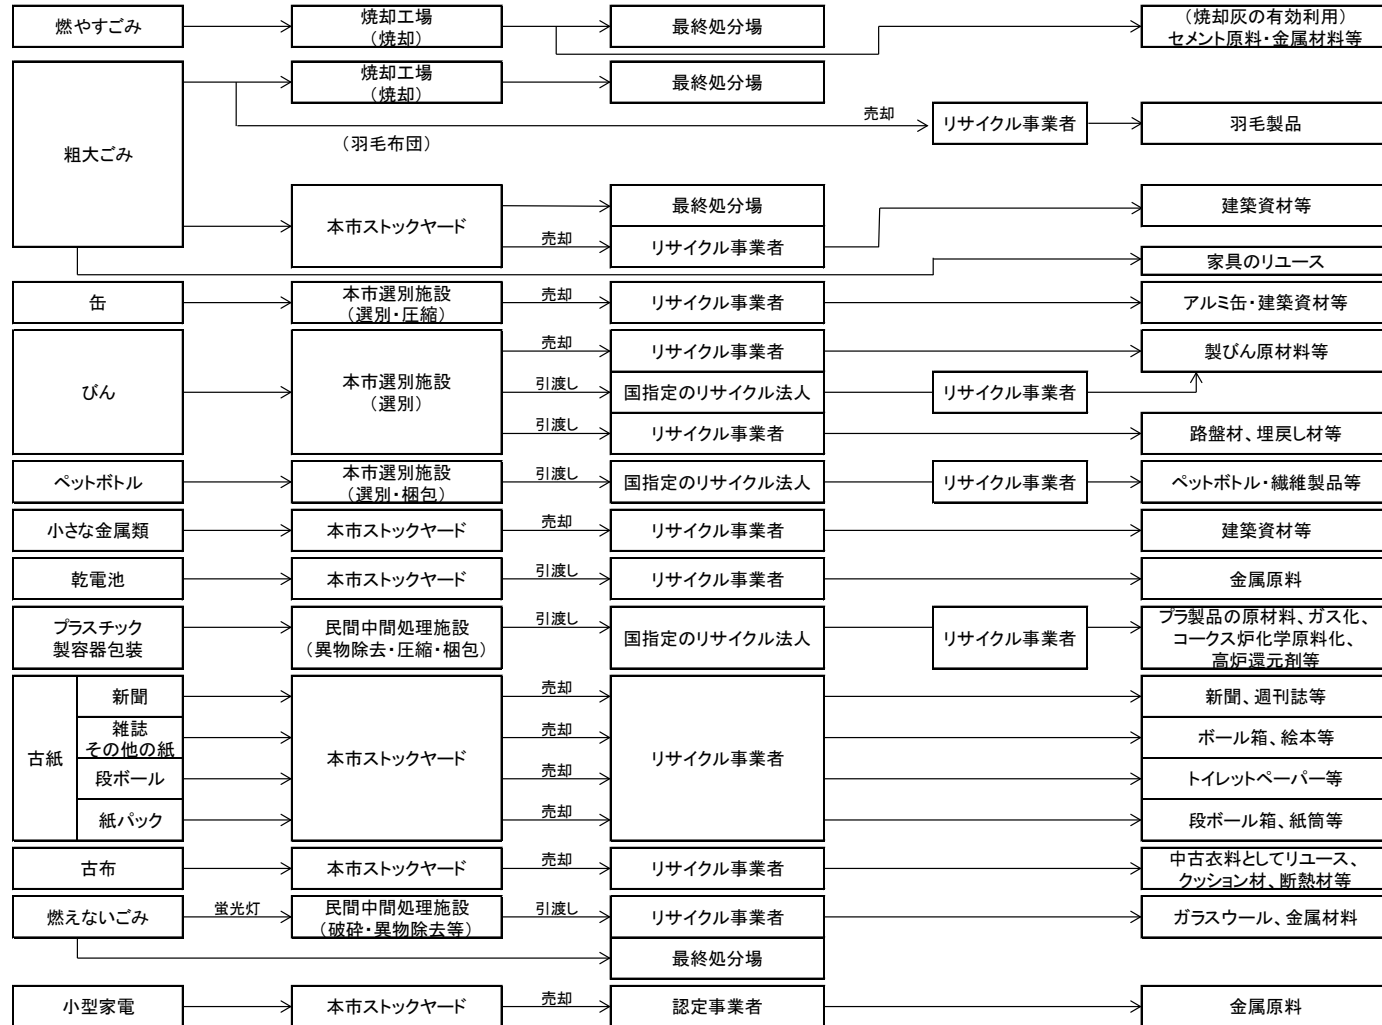 燃やすごみ
焼却工場
（焼却）
最終処分場
（焼却灰の有効利用）
セメント原料・金属材料等
粗大ごみ
焼却工場
（焼却）
最終処分場
（羽毛布団）
売却
リサイクル事業者
羽毛製品
本市ストックヤード
最終処分場
売却
リサイクル事業者
建築資材等
家具のリユース
缶
本市選別施設
（選別・圧縮）
売却
リサイクル事業者
アルミ缶・建築資材等
びん
本市選別施設
（選別）
売却
リサイクル事業者
製びん原材料等
引渡し
国指定のリサイクル法人
リサイクル事業者
引渡し
リサイクル事業者
路盤材、埋戻し材等
ペットボトル
本市選別施設
（選別・梱包）
引渡し
国指定のリサイクル法人
リサイクル事業者
ペットボトル・繊維製品等
小さな金属類
本市ストックヤード
売却
リサイクル事業者
建築資材等
乾電池
本市ストックヤード
引渡し
リサイクル事業者
金属原料
プラスチック
製容器包装
民間中間処理施設
（異物除去・圧縮・梱包）
引渡し
国指定のリサイクル法人
リサイクル事業者
プラ製品の原材料、ガス化、
コークス炉化学原料化、
高炉還元剤等
古紙
新聞
雑誌
その他の紙
段ボール
紙パック
本市ストックヤード
売却
売却
売却
売却
リサイクル事業者
新聞、週刊誌等
ボール箱、絵本等
トイレットペーパー等
段ボール箱、紙筒等
古布
本市ストックヤード
売却
リサイクル事業者
中古衣料としてリユース、
クッション材、断熱材等
燃えないごみ
蛍光灯
民間中間処理施設
（破砕・異物除去等）
引渡し
リサイクル事業者
ガラスウール、金属材料
最終処分場
小型家電
本市ストックヤード
売却
認定事業者
金属原料